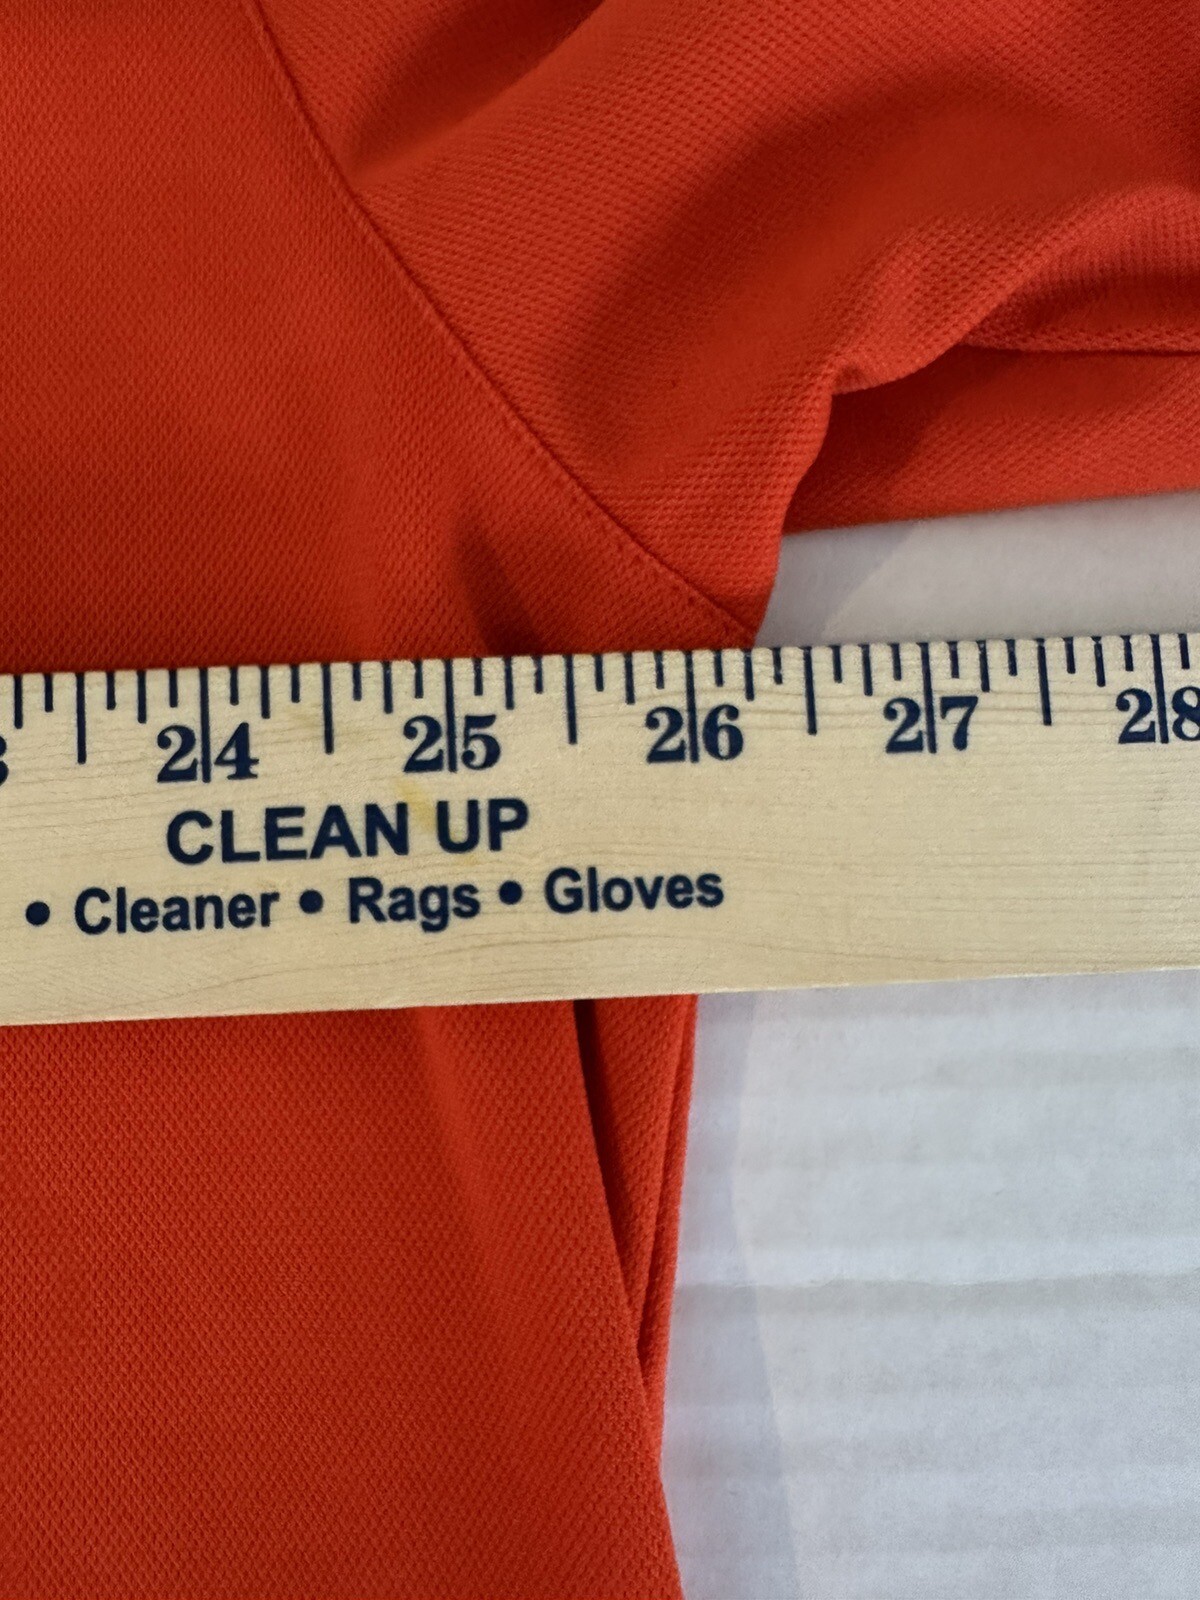 24 25 26 27 28
CLEAN UP
• Cleaner • Rags • Gloves